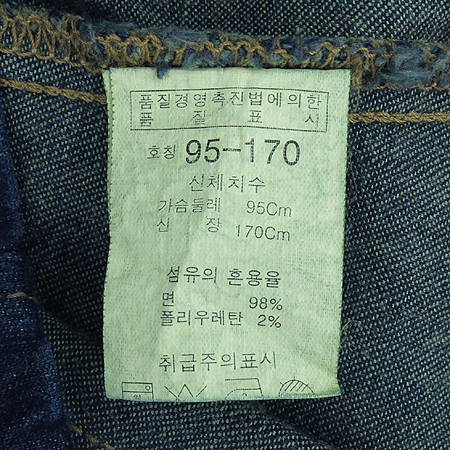 품질경영촉진법에의한
품 질 표 시
호칭 95-170
신체치수
가슴둘레 95Cm
신 장 170Cm
섬유의 혼용율
면 98%
폴리우레탄 2%
취급주의표시